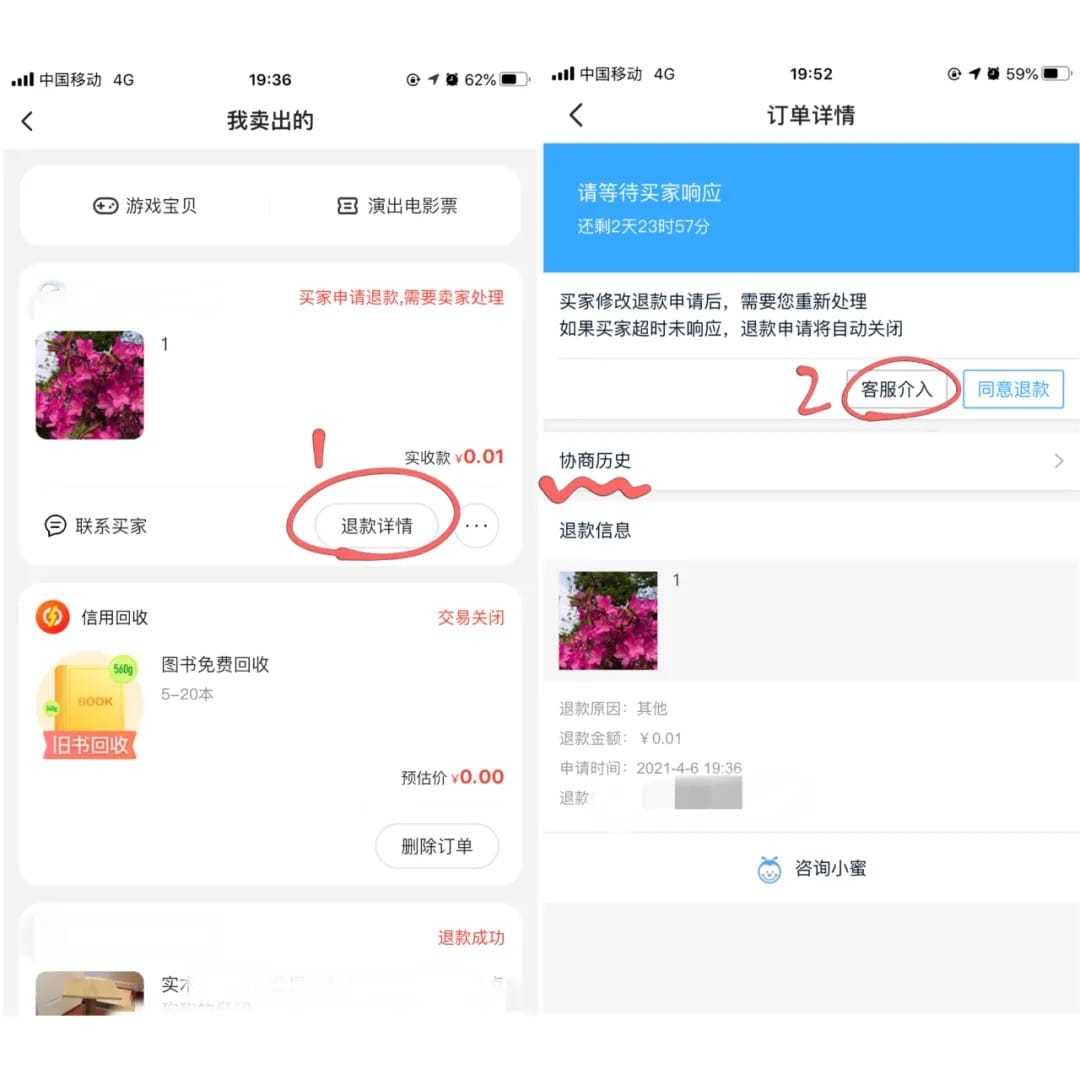 中国移动 4G 19:36 62%
我卖出的
游戏宝贝 演出电影票
买家申请退款,需要卖家处理
1
1
实收款 ¥0.01
联系买家 退款详情 ···
信用回收 交易关闭
图书免费回收
5-20本
560g
BOOK
旧书回收
预估价 ¥0.00
删除订单
退款成功
实木
中国移动 4G 19:52 59%
订单详情
请等待买家响应
还剩2天23时57分
买家修改退款申请后，需要您重新处理
如果买家超时未响应，退款申请将自动关闭
2 客服介入 同意退款
协商历史
退款信息
1
退款原因：其他
退款金额：￥0.01
申请时间：2021-4-6 19:36
退款
咨询小蜜